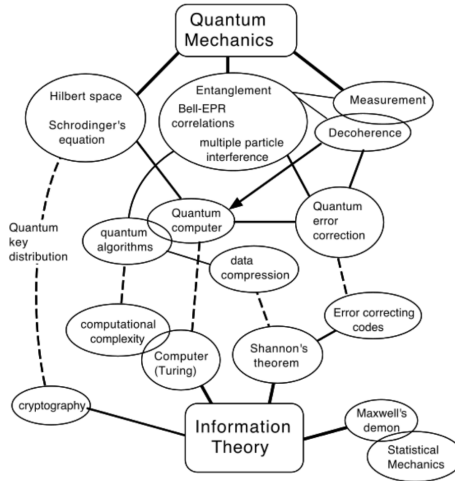 Quantum
Mechanics
Hilbert space
Schrodinger's
equation
Entanglement
Bell-EPR
correlations
multiple particle
interference
Measurement
Decoherence
Quantum
key
distribution
quantum
algorithms
Quantum
computer
Quantum
error
correction
data
compression
computational
complexity
Computer
(Turing)
Shannon's
theorem
Error correcting
codes
cryptography
Information
Theory
Maxwell's
demon
Statistical
Mechanics